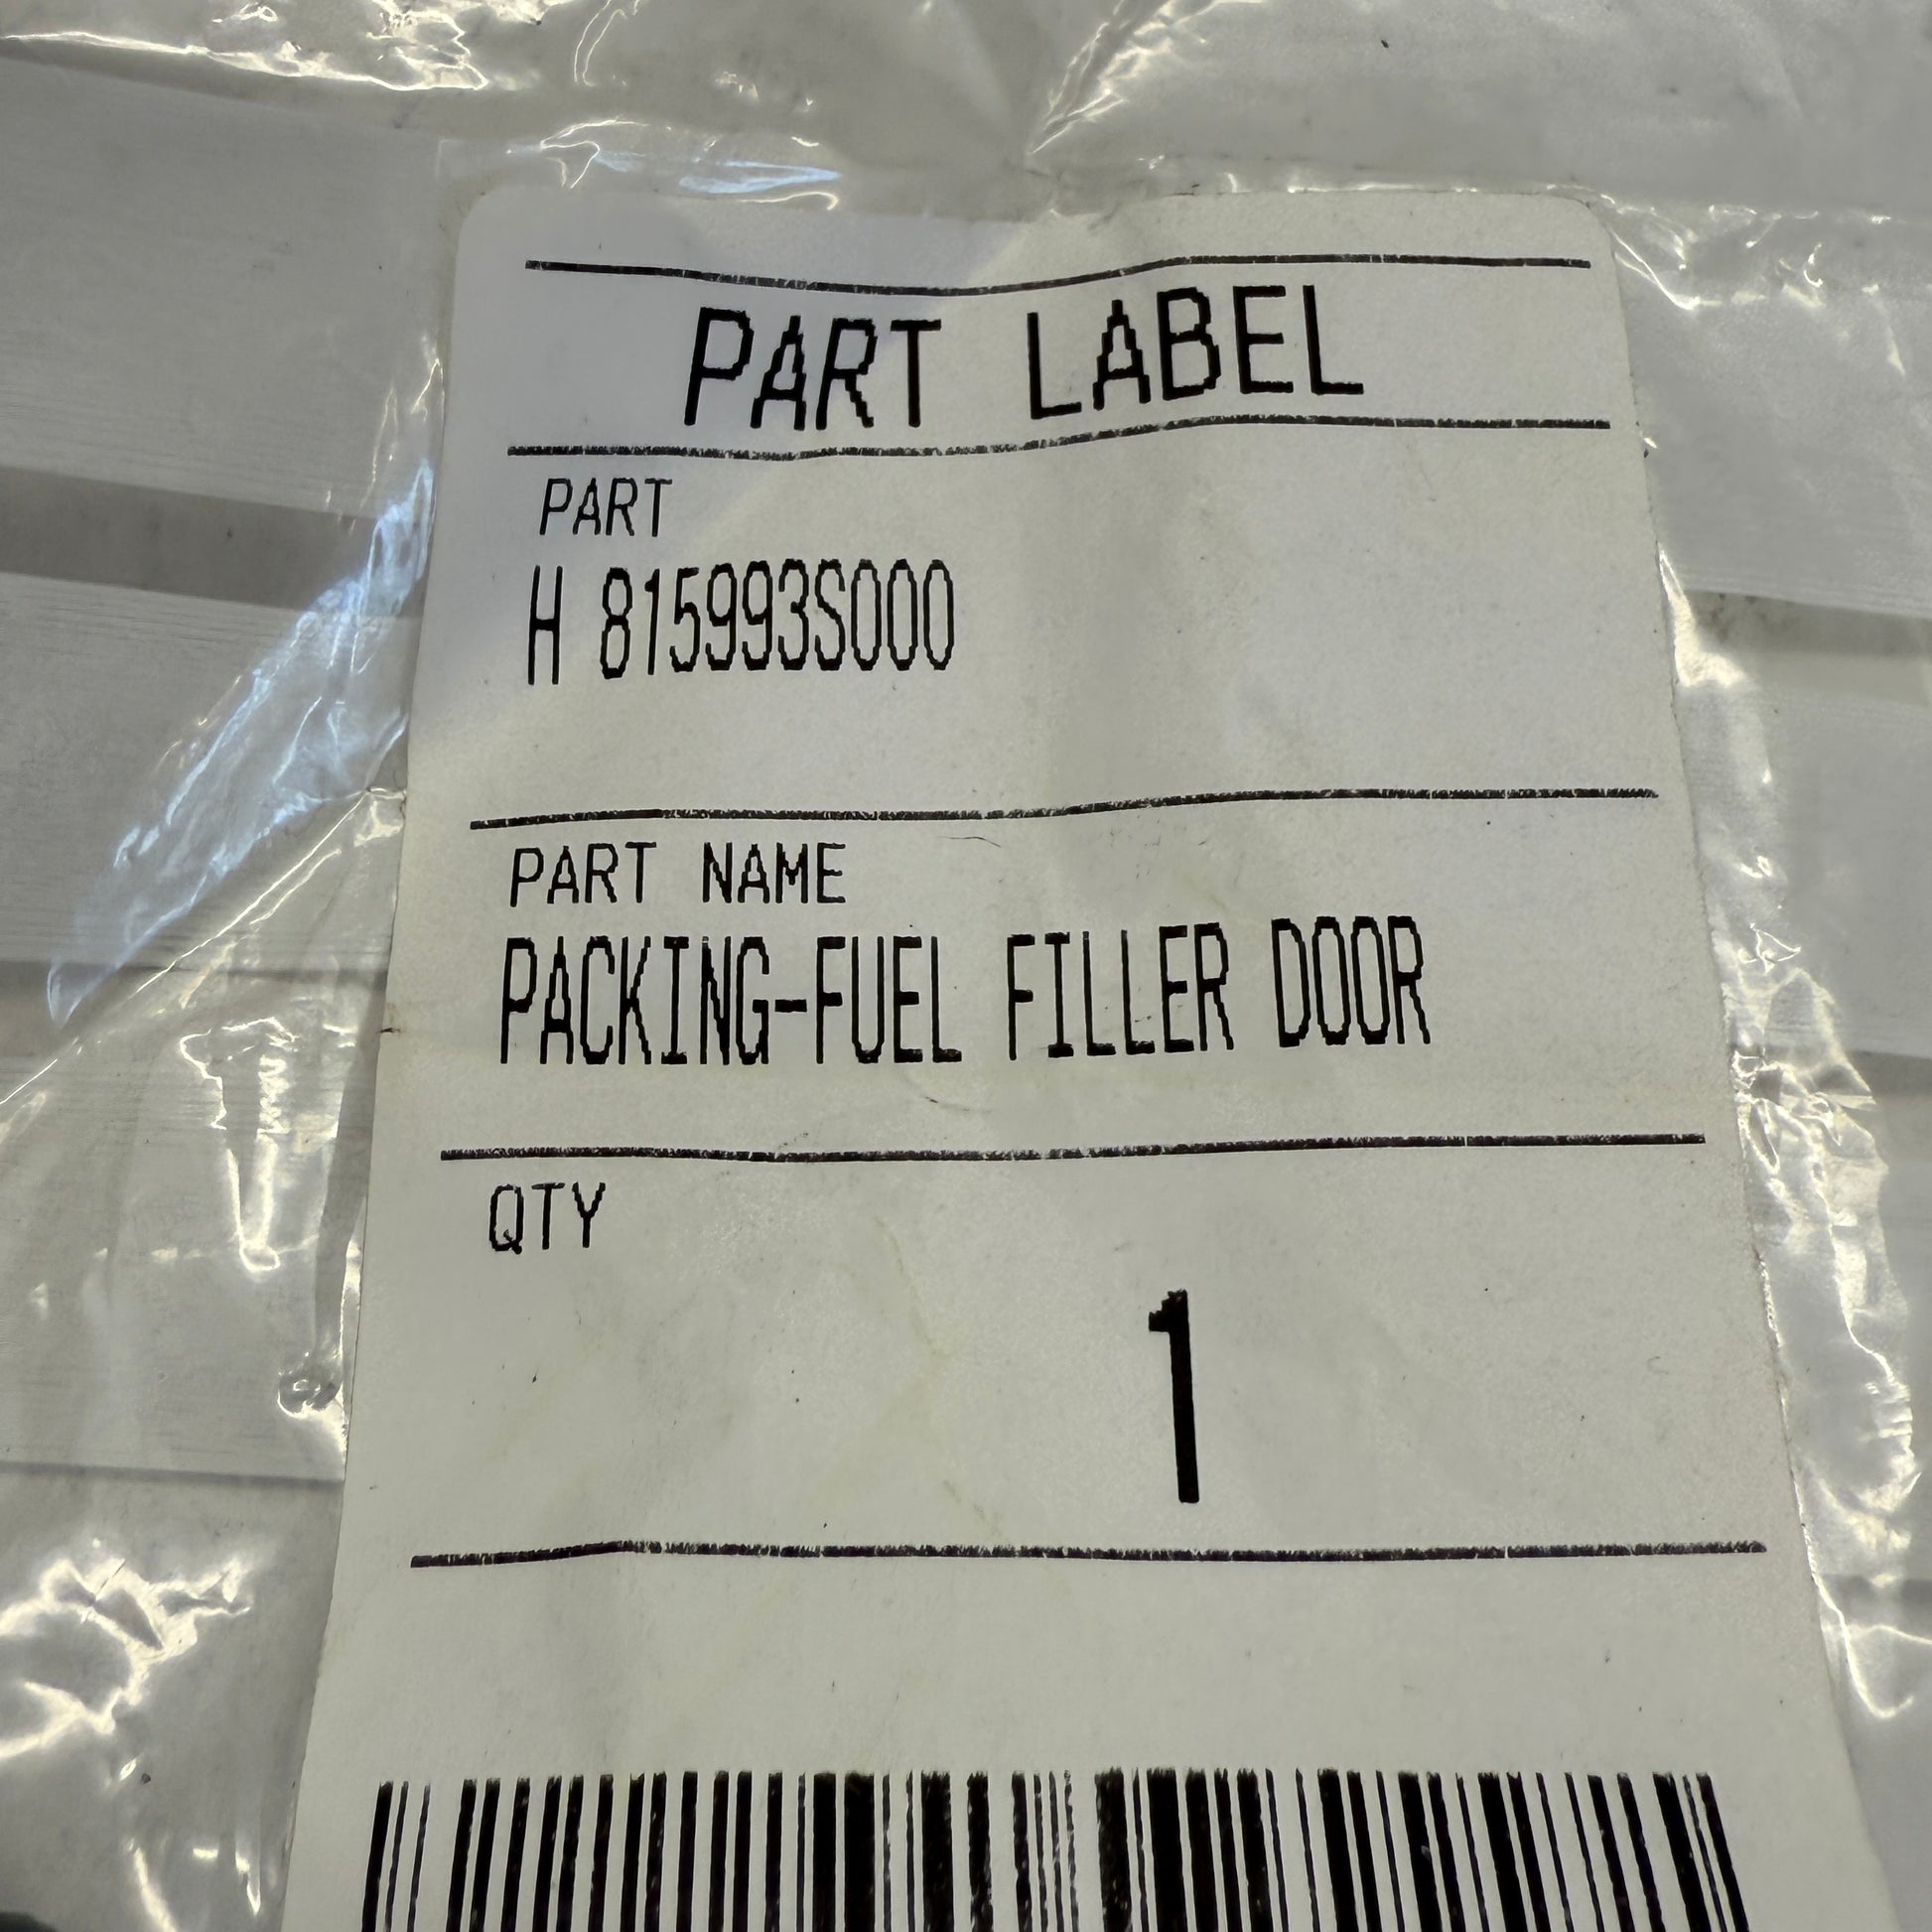 PART LABEL
PART
H 815993S000
PART NAME
PACKING-FUEL FILLER DOOR
QTY
1